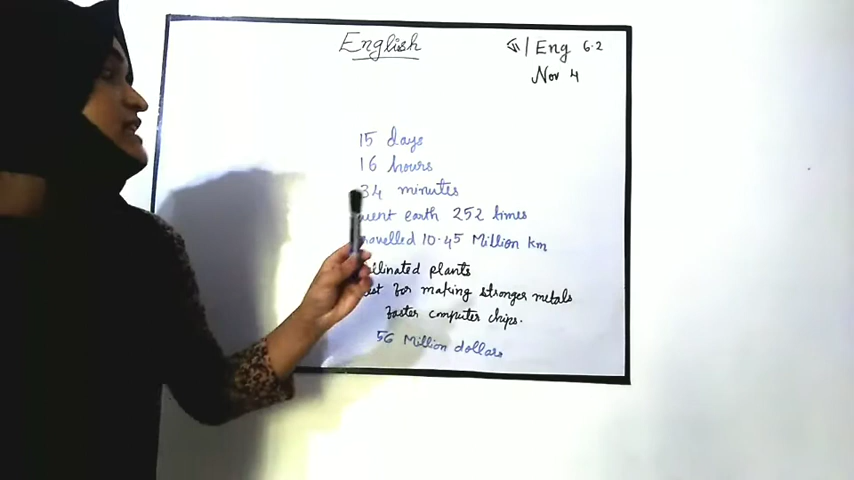 English
Eng 6.2
Nov 4
15 days
16 hours
34 minutes
earth 252 times
10.45 Million km
plants
for making stronger metals
faster computer chips.
56 Million dollars